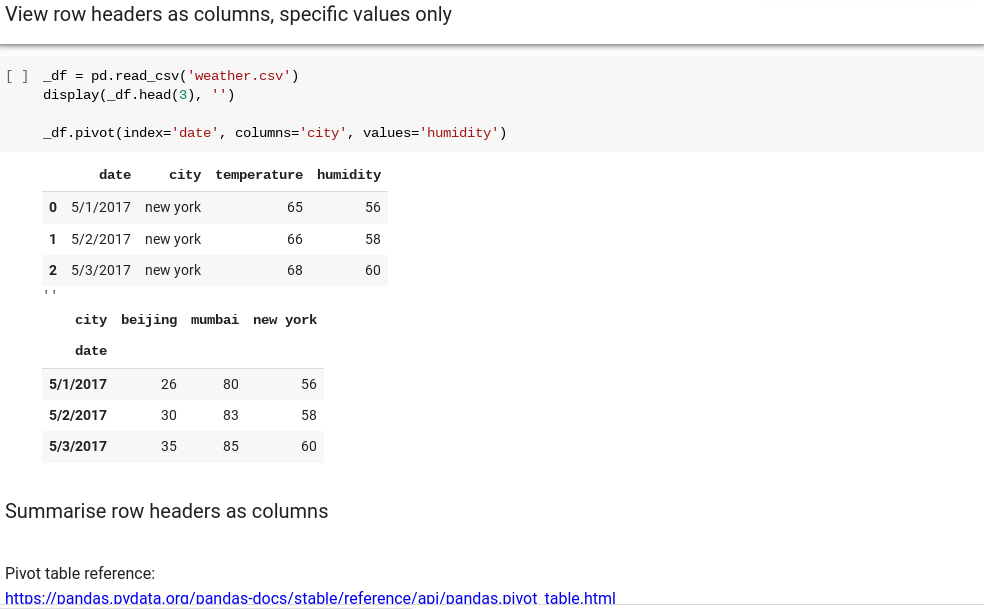 View row headers as columns, specific values only
[ ] _df = pd.read_csv('weather.csv')
display(_df.head(3), '')
_df.pivot(index='date', columns='city', values='humidity')
date city temperature humidity
0 5/1/2017 new york 65 56
1 5/2/2017 new york 66 58
2 5/3/2017 new york 68 60
''
city beijing mumbai new york
date
5/1/2017 26 80 56
5/2/2017 30 83 58
5/3/2017 35 85 60
Summarise row headers as columns
Pivot table reference:
https://pandas.pydata.org/pandas-docs/stable/reference/api/pandas.pivot_table.html